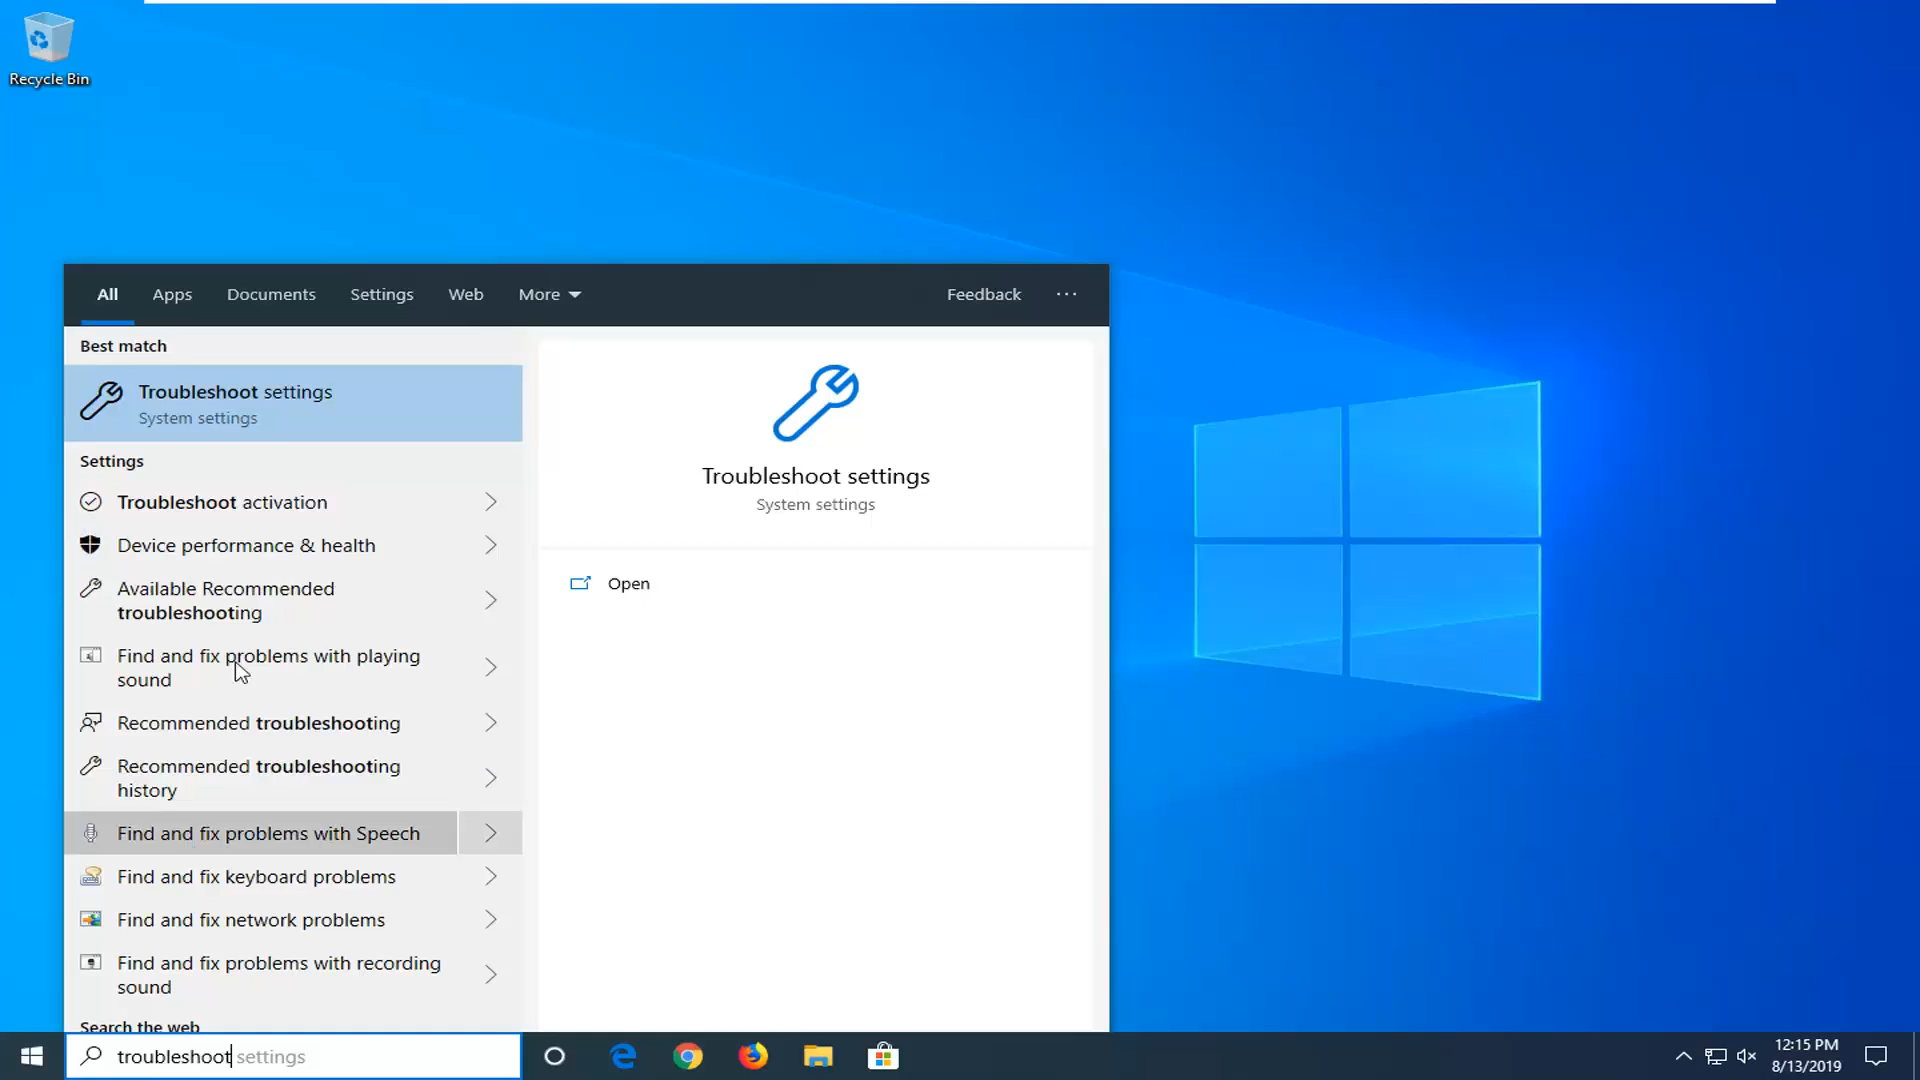 Recycle Bin
All Apps Documents Settings Web More Feedback ···
Best match
Troubleshoot settings
System settings
Settings
Troubleshoot activation
Device performance & health
Available Recommended
troubleshooting
Find and fix problems with playing
sound
Recommended troubleshooting
Recommended troubleshooting
history
Find and fix problems with Speech
Find and fix keyboard problems
Find and fix network problems
Find and fix problems with recording
sound
Search the web
Troubleshoot settings
System settings
Open
troubleshoot settings
12:15 PM
8/13/2019